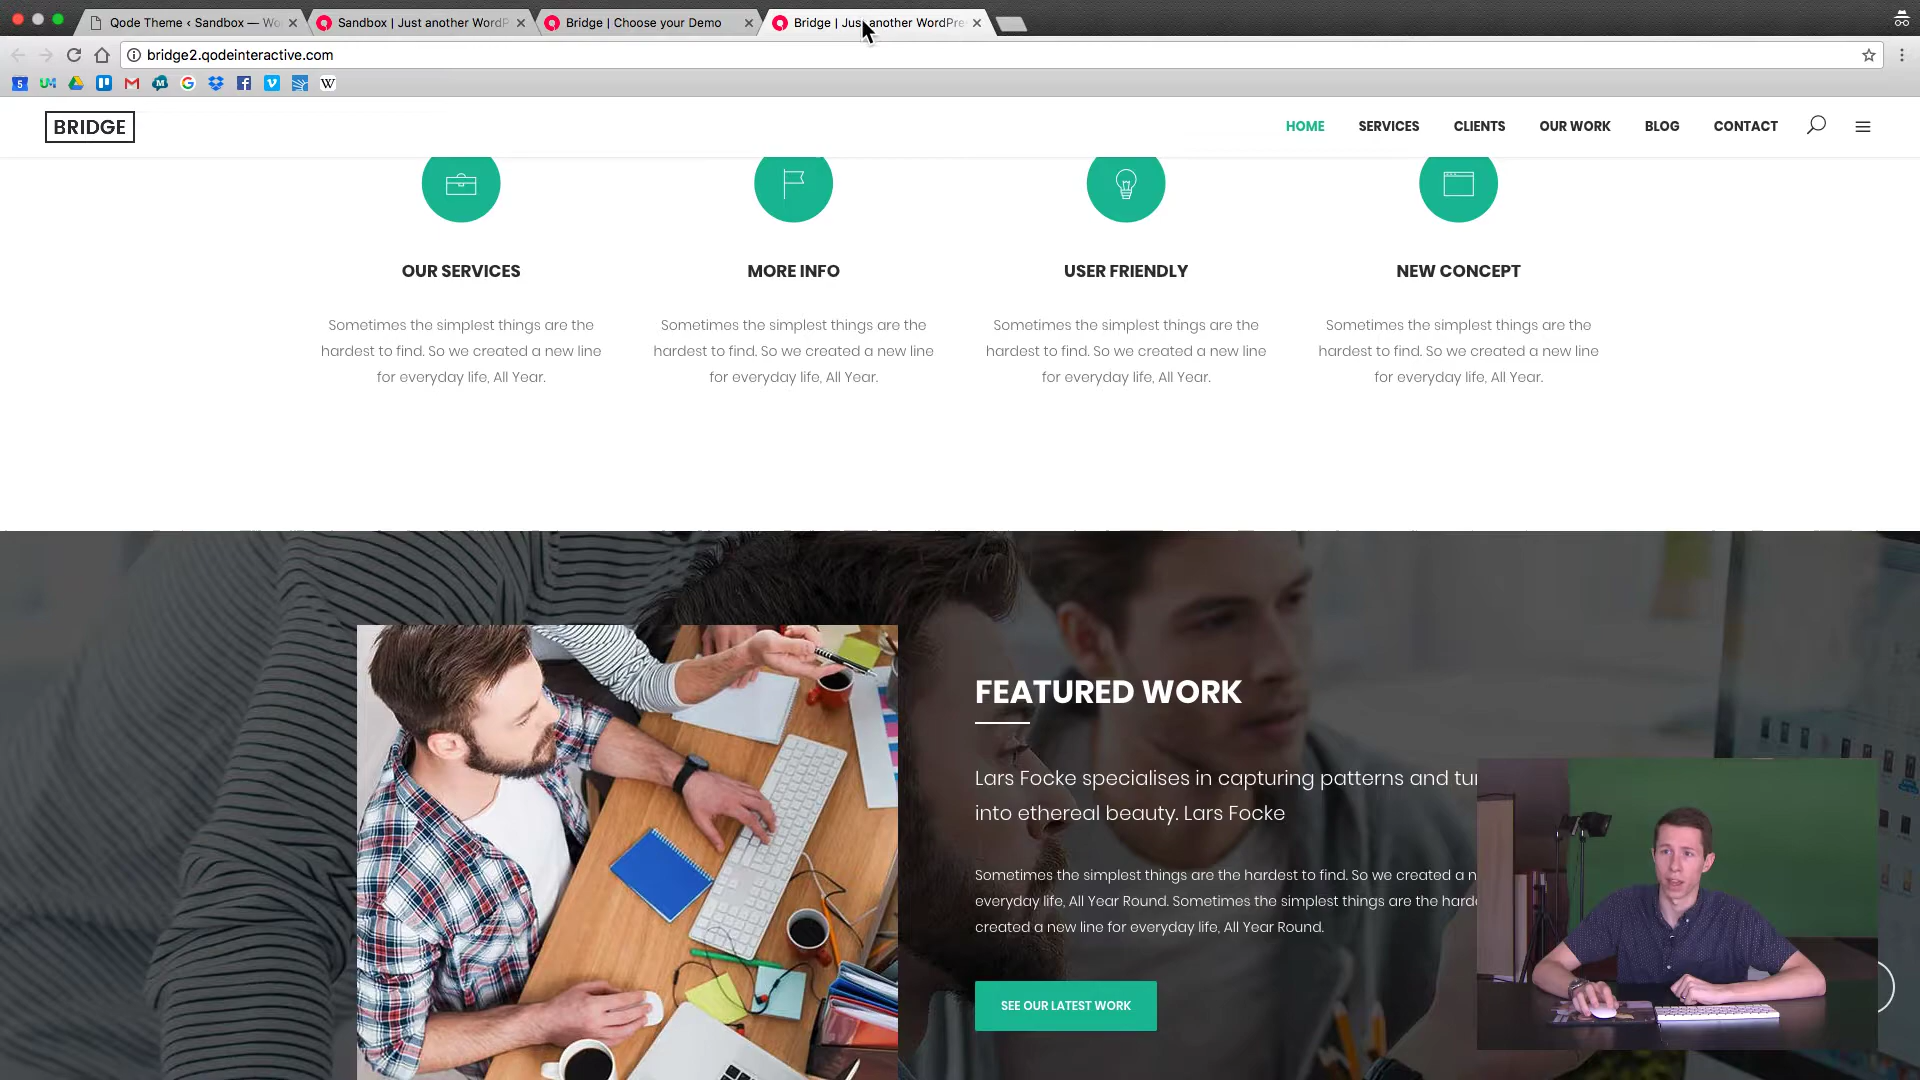 Qode Theme ‹ Sandbox — Wo
Sandbox | Just another WordP
Bridge | Choose your Demo
Bridge | Just another WordPre
bridge2.qodeinteractive.com
BRIDGE
HOME
SERVICES
CLIENTS
OUR WORK
BLOG
CONTACT
OUR SERVICES
Sometimes the simplest things are the
hardest to find. So we created a new line
for everyday life, All Year.
MORE INFO
Sometimes the simplest things are the
hardest to find. So we created a new line
for everyday life, All Year.
USER FRIENDLY
Sometimes the simplest things are the
hardest to find. So we created a new line
for everyday life, All Year.
NEW CONCEPT
Sometimes the simplest things are the
hardest to find. So we created a new line
for everyday life, All Year.
FEATURED WORK
Lars Focke specialises in capturing patterns and tur
into ethereal beauty. Lars Focke
Sometimes the simplest things are the hardest to find. So we created a n
everyday life, All Year Round. Sometimes the simplest things are the hard
created a new line for everyday life, All Year Round.
SEE OUR LATEST WORK